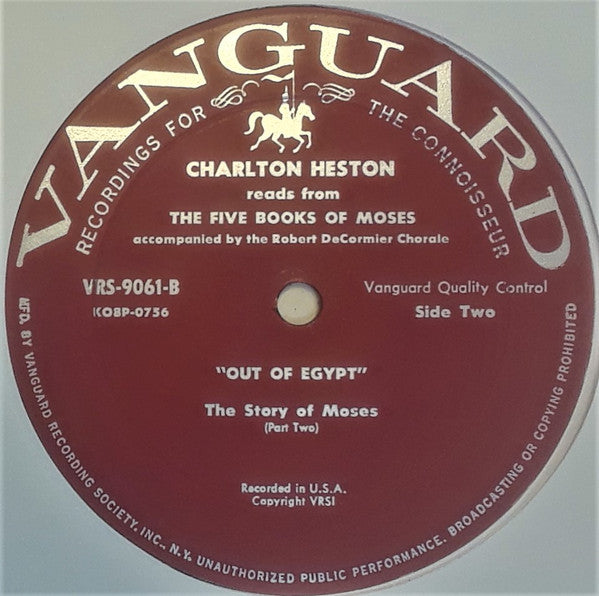 VANGUARD
RECORDINGS FOR THE CONNOISSEUR
CHARLTON HESTON
reads from
THE FIVE BOOKS OF MOSES
accompanied by the Robert DeCormier Chorale
VRS-9061-B
KO8P-0756
Vanguard Quality Control
Side Two
"OUT OF EGYPT"
The Story of Moses
(Part Two)
Recorded in U.S.A.
Copyright VRSI
MFD. BY VANGUARD RECORDING SOCIETY, INC., N.Y. UNAUTHORIZED PUBLIC PERFORMANCE, BROADCASTING OR COPYING PROHIBITED